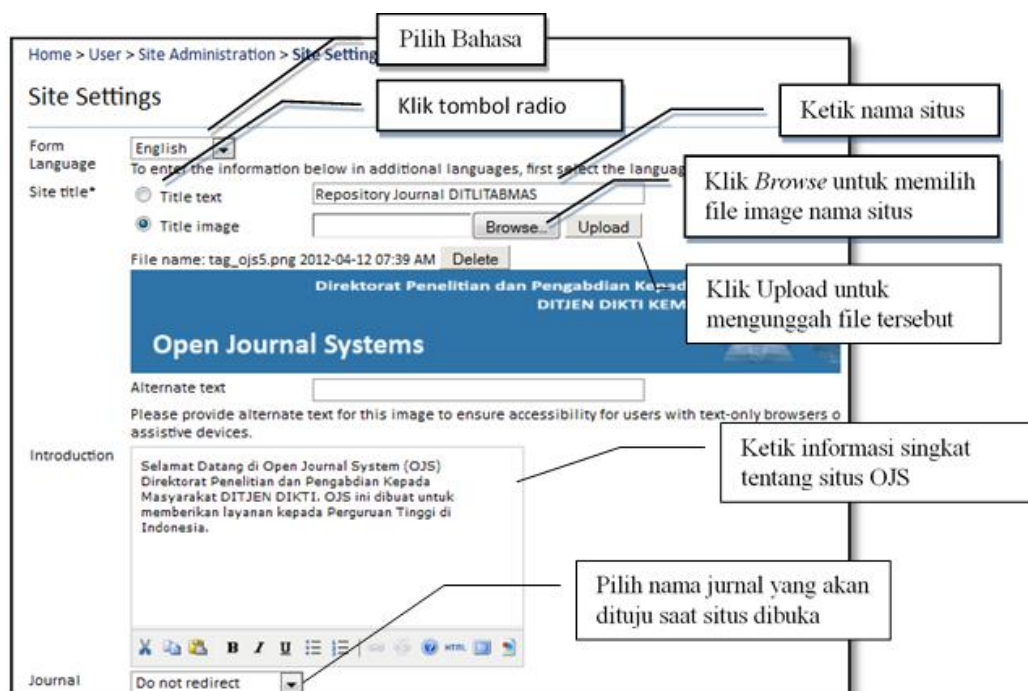 Home > User > Site Administration > Site Setting
Pilih Bahasa
Site Settings
Klik tombol radio
Ketik nama situs
Form Language
English
To enter the information below in additional languages, first select the languag
Site title*
Title text
Repository Journal DITLITABMAS
Klik Browse untuk memilih
file image nama situs
Title image
Browse...
Upload
File name: tag_ojs5.png 2012-04-12 07:39 AM
Delete
Klik Upload untuk
mengunggah file tersebut
Direktorat Penelitian dan Pengabdian Kepad
DITJEN DIKTI KEM
Open Journal Systems
Alternate text
Please provide alternate text for this image to ensure accessibility for users with text-only browsers o
assistive devices.
Introduction
Selamat Datang di Open Journal System (OJS)
Direktorat Penelitian dan Pengabdian Kepada
Masyarakat DITJEN DIKTI. OJS ini dibuat untuk
memberikan layanan kepada Perguruan Tinggi di
Indonesia.
Ketik informasi singkat
tentang situs OJS
Pilih nama jurnal yang akan
dituju saat situs dibuka
B I U
HTML
Journal
Do not redirect